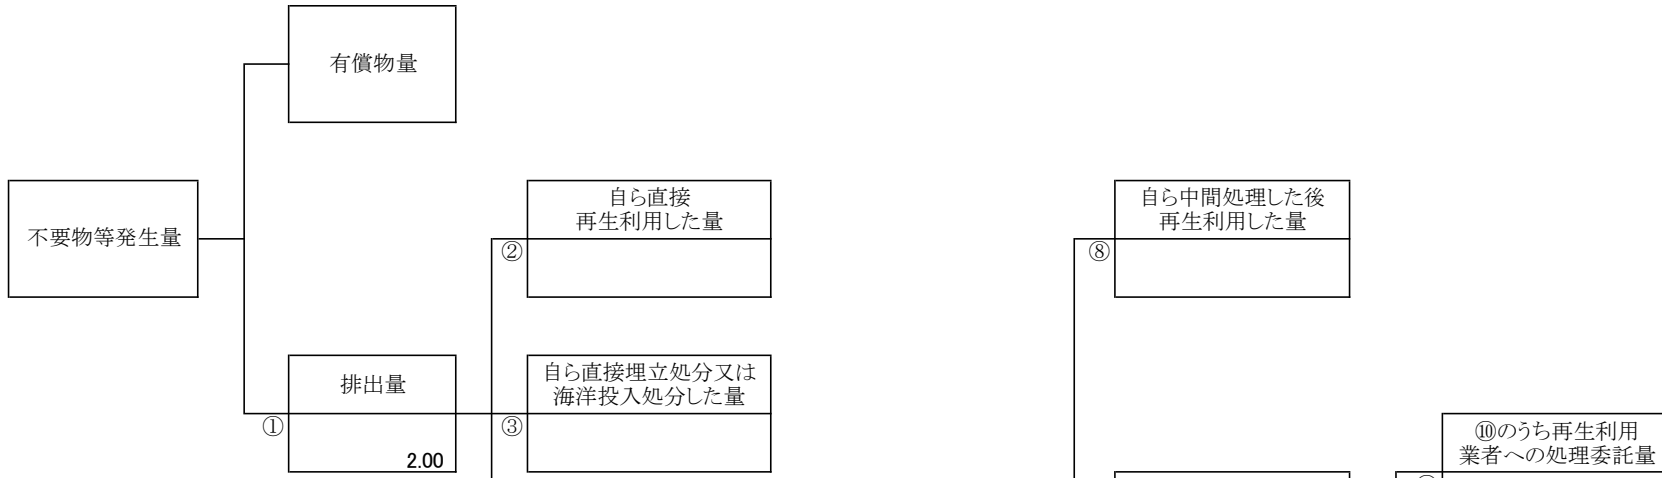 有償物量
不要物等発生量
自ら直接
再生利用した量
②
自ら中間処理した後
再生利用した量
⑧
排出量
①
2.00
自ら直接埋立処分又は
海洋投入処分した量
③
⑩のうち再生利用
業者への処理委託量